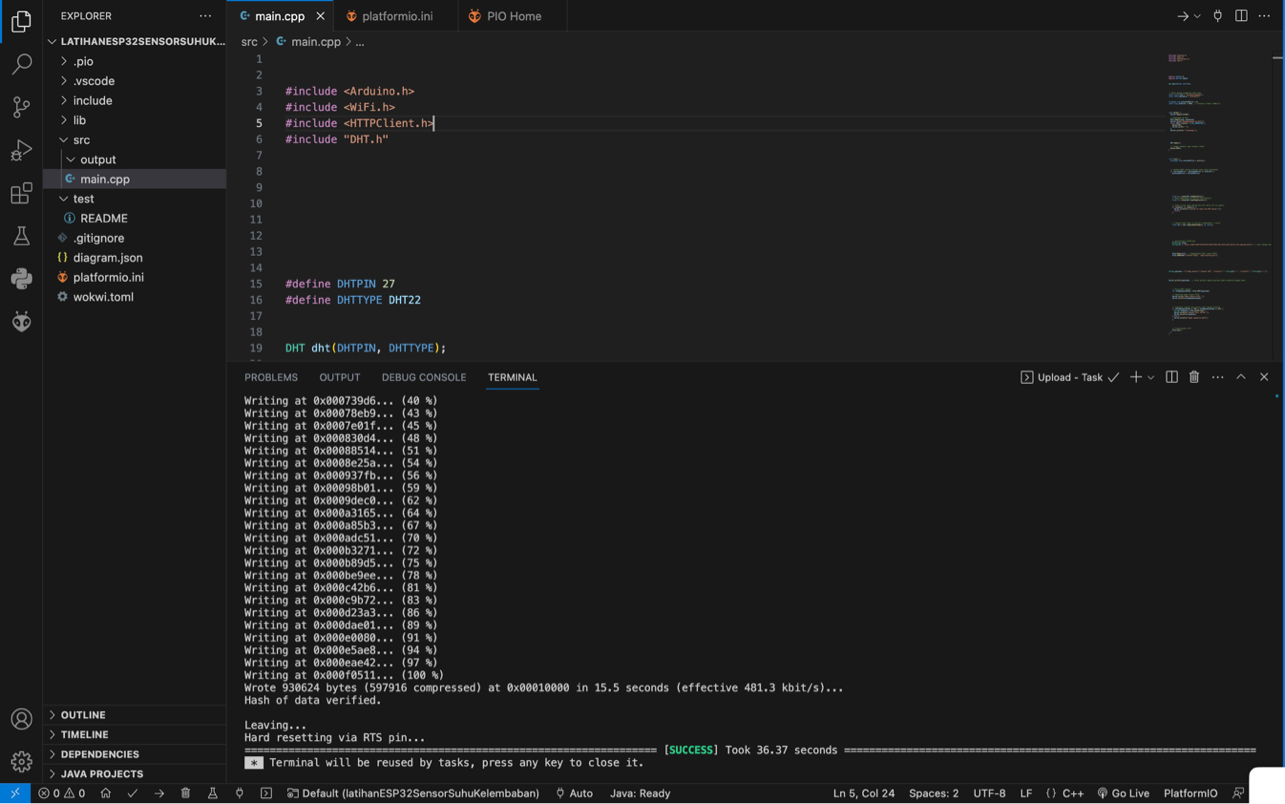 EXPLORER
LATIHANESP32SENSORSUHUK...
.pio
.vscode
include
lib
src
output
main.cpp
test
README
.gitignore
diagram.json
platformio.ini
wokwi.toml
OUTLINE
TIMELINE
DEPENDENCIES
JAVA PROJECTS
main.cpp
platformio.ini
PIO Home
src > main.cpp > ...
1
2
3 #include <Arduino.h>
4 #include <WiFi.h>
5 #include <HTTPClient.h>
6 #include "DHT.h"
7
8
9
10
11
12
13
14
15 #define DHTPIN 27
16 #define DHTTYPE DHT22
17
18
19 DHT dht(DHTPIN, DHTTYPE);
PROBLEMS OUTPUT DEBUG CONSOLE TERMINAL
Upload - Task
Writing at 0x000739d6... (40 %)
Writing at 0x00078eb9... (43 %)
Writing at 0x0007e01f... (45 %)
Writing at 0x000830d4... (48 %)
Writing at 0x00088514... (51 %)
Writing at 0x0008e25a... (54 %)
Writing at 0x000937fb... (56 %)
Writing at 0x00098b01... (59 %)
Writing at 0x0009dec0... (62 %)
Writing at 0x000a3165... (64 %)
Writing at 0x000a85b3... (67 %)
Writing at 0x000adc51... (70 %)
Writing at 0x000b3271... (72 %)
Writing at 0x000b89d5... (75 %)
Writing at 0x000be9ee... (78 %)
Writing at 0x000c42b6... (81 %)
Writing at 0x000c9b72... (83 %)
Writing at 0x000d23a3... (86 %)
Writing at 0x000dae01... (89 %)
Writing at 0x000e0080... (91 %)
Writing at 0x000e5ae8... (94 %)
Writing at 0x000eae42... (97 %)
Writing at 0x000f0511... (100 %)
Wrote 930624 bytes (597916 compressed) at 0x00010000 in 15.5 seconds (effective 481.3 kbit/s)...
Hash of data verified.
Leaving...
Hard resetting via RTS pin...
[SUCCESS] Took 36.37 seconds
* Terminal will be reused by tasks, press any key to close it.
0 0 Default (latihanESP32SensorSuhuKelembaban) Auto Java: Ready Ln 5, Col 24 Spaces: 2 UTF-8 LF {} C++ Go Live PlatformIO